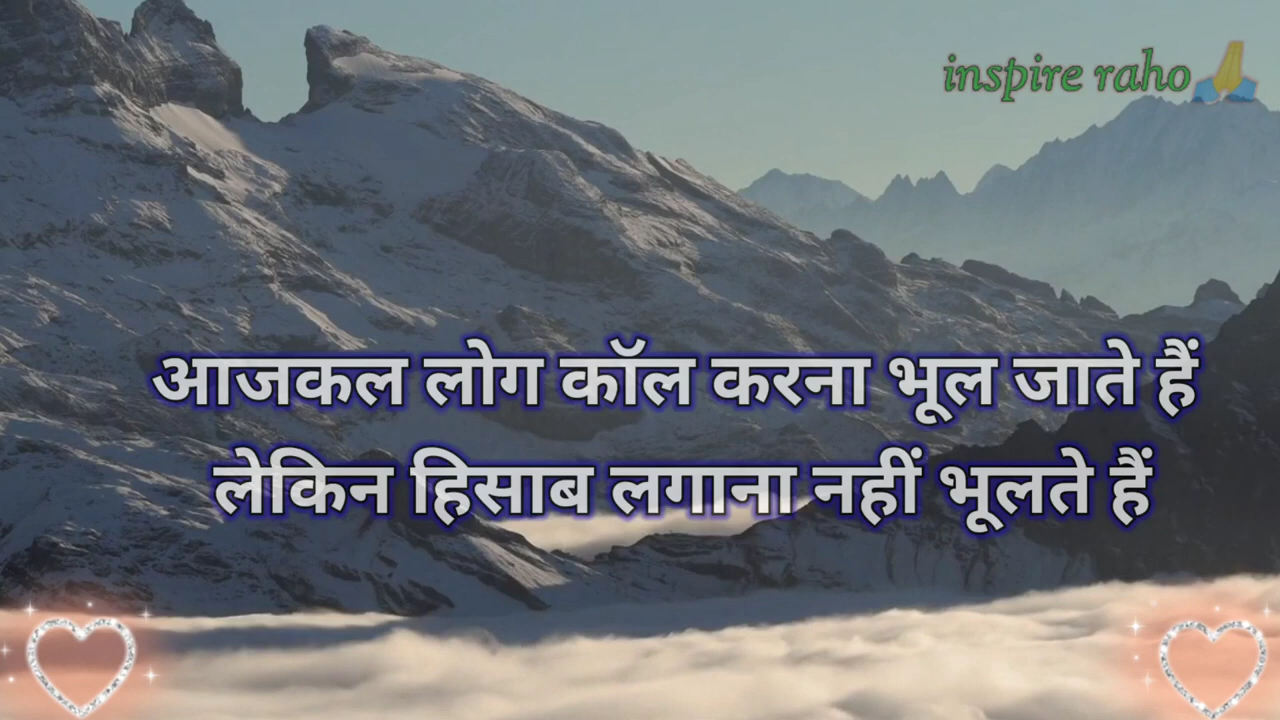 inspire raho🙏
आजकल लोग कॉल करना भूल जाते हैं
लेकिन हिसाब लगाना नहीं भूलते हैं